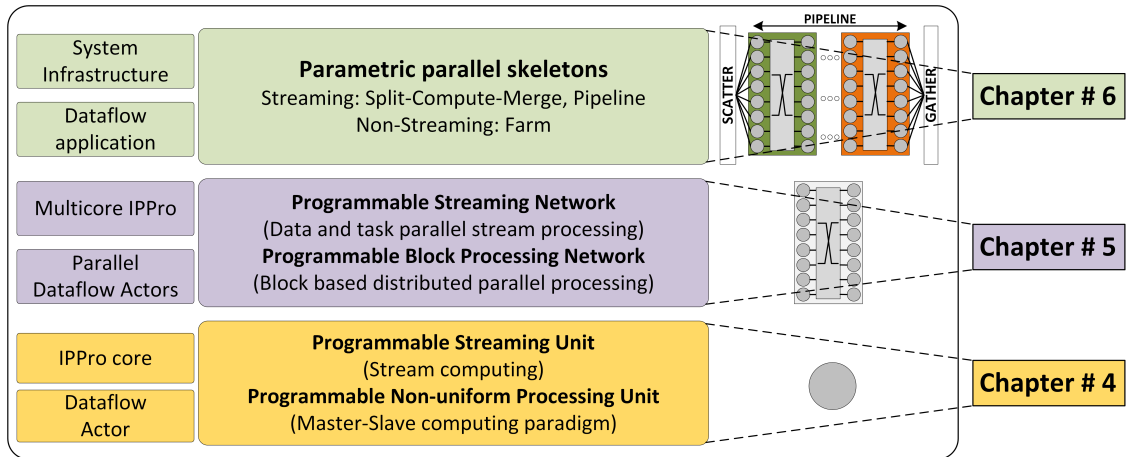 PIPELINE
System
Infrastructure
Dataflow
application
Parametric parallel skeletons
Streaming: Split-Compute-Merge, Pipeline
Non-Streaming: Farm
SCATTER
GATHER
Chapter # 6
Multicore IPPro
Parallel
Dataflow Actors
Programmable Streaming Network
(Data and task parallel stream processing)
Programmable Block Processing Network
(Block based distributed parallel processing)
Chapter # 5
IPPro core
Dataflow
Actor
Programmable Streaming Unit
(Stream computing)
Programmable Non-uniform Processing Unit
(Master-Slave computing paradigm)
Chapter # 4